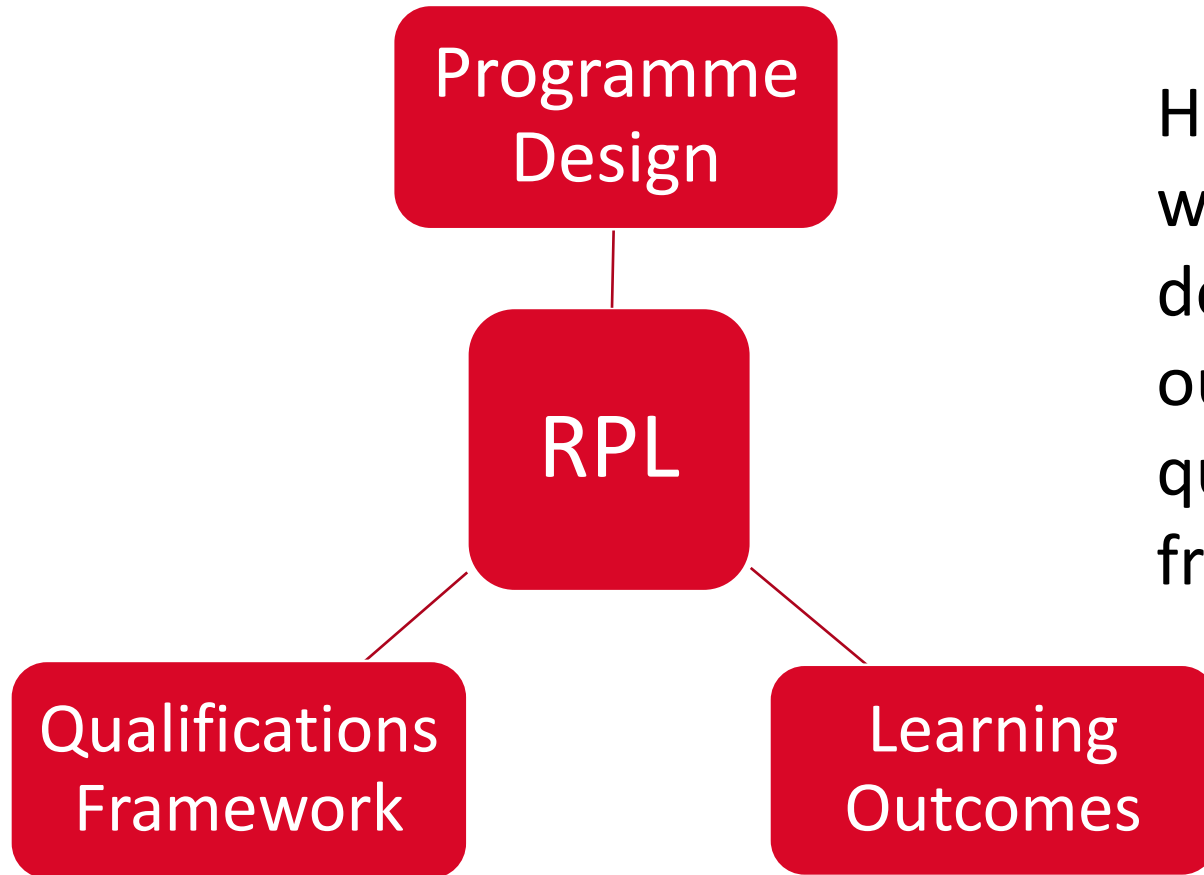 Programme
Design
RPL
Qualifications
Framework
Learning
Outcomes